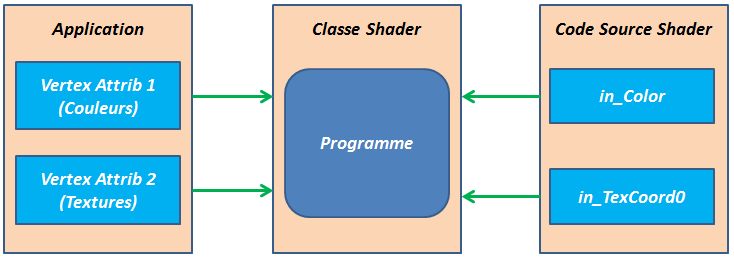 Application
Vertex Attrib 1
(Couleurs)
Vertex Attrib 2
(Textures)
Classe Shader
Programme
Code Source Shader
in_Color
in_TexCoord0